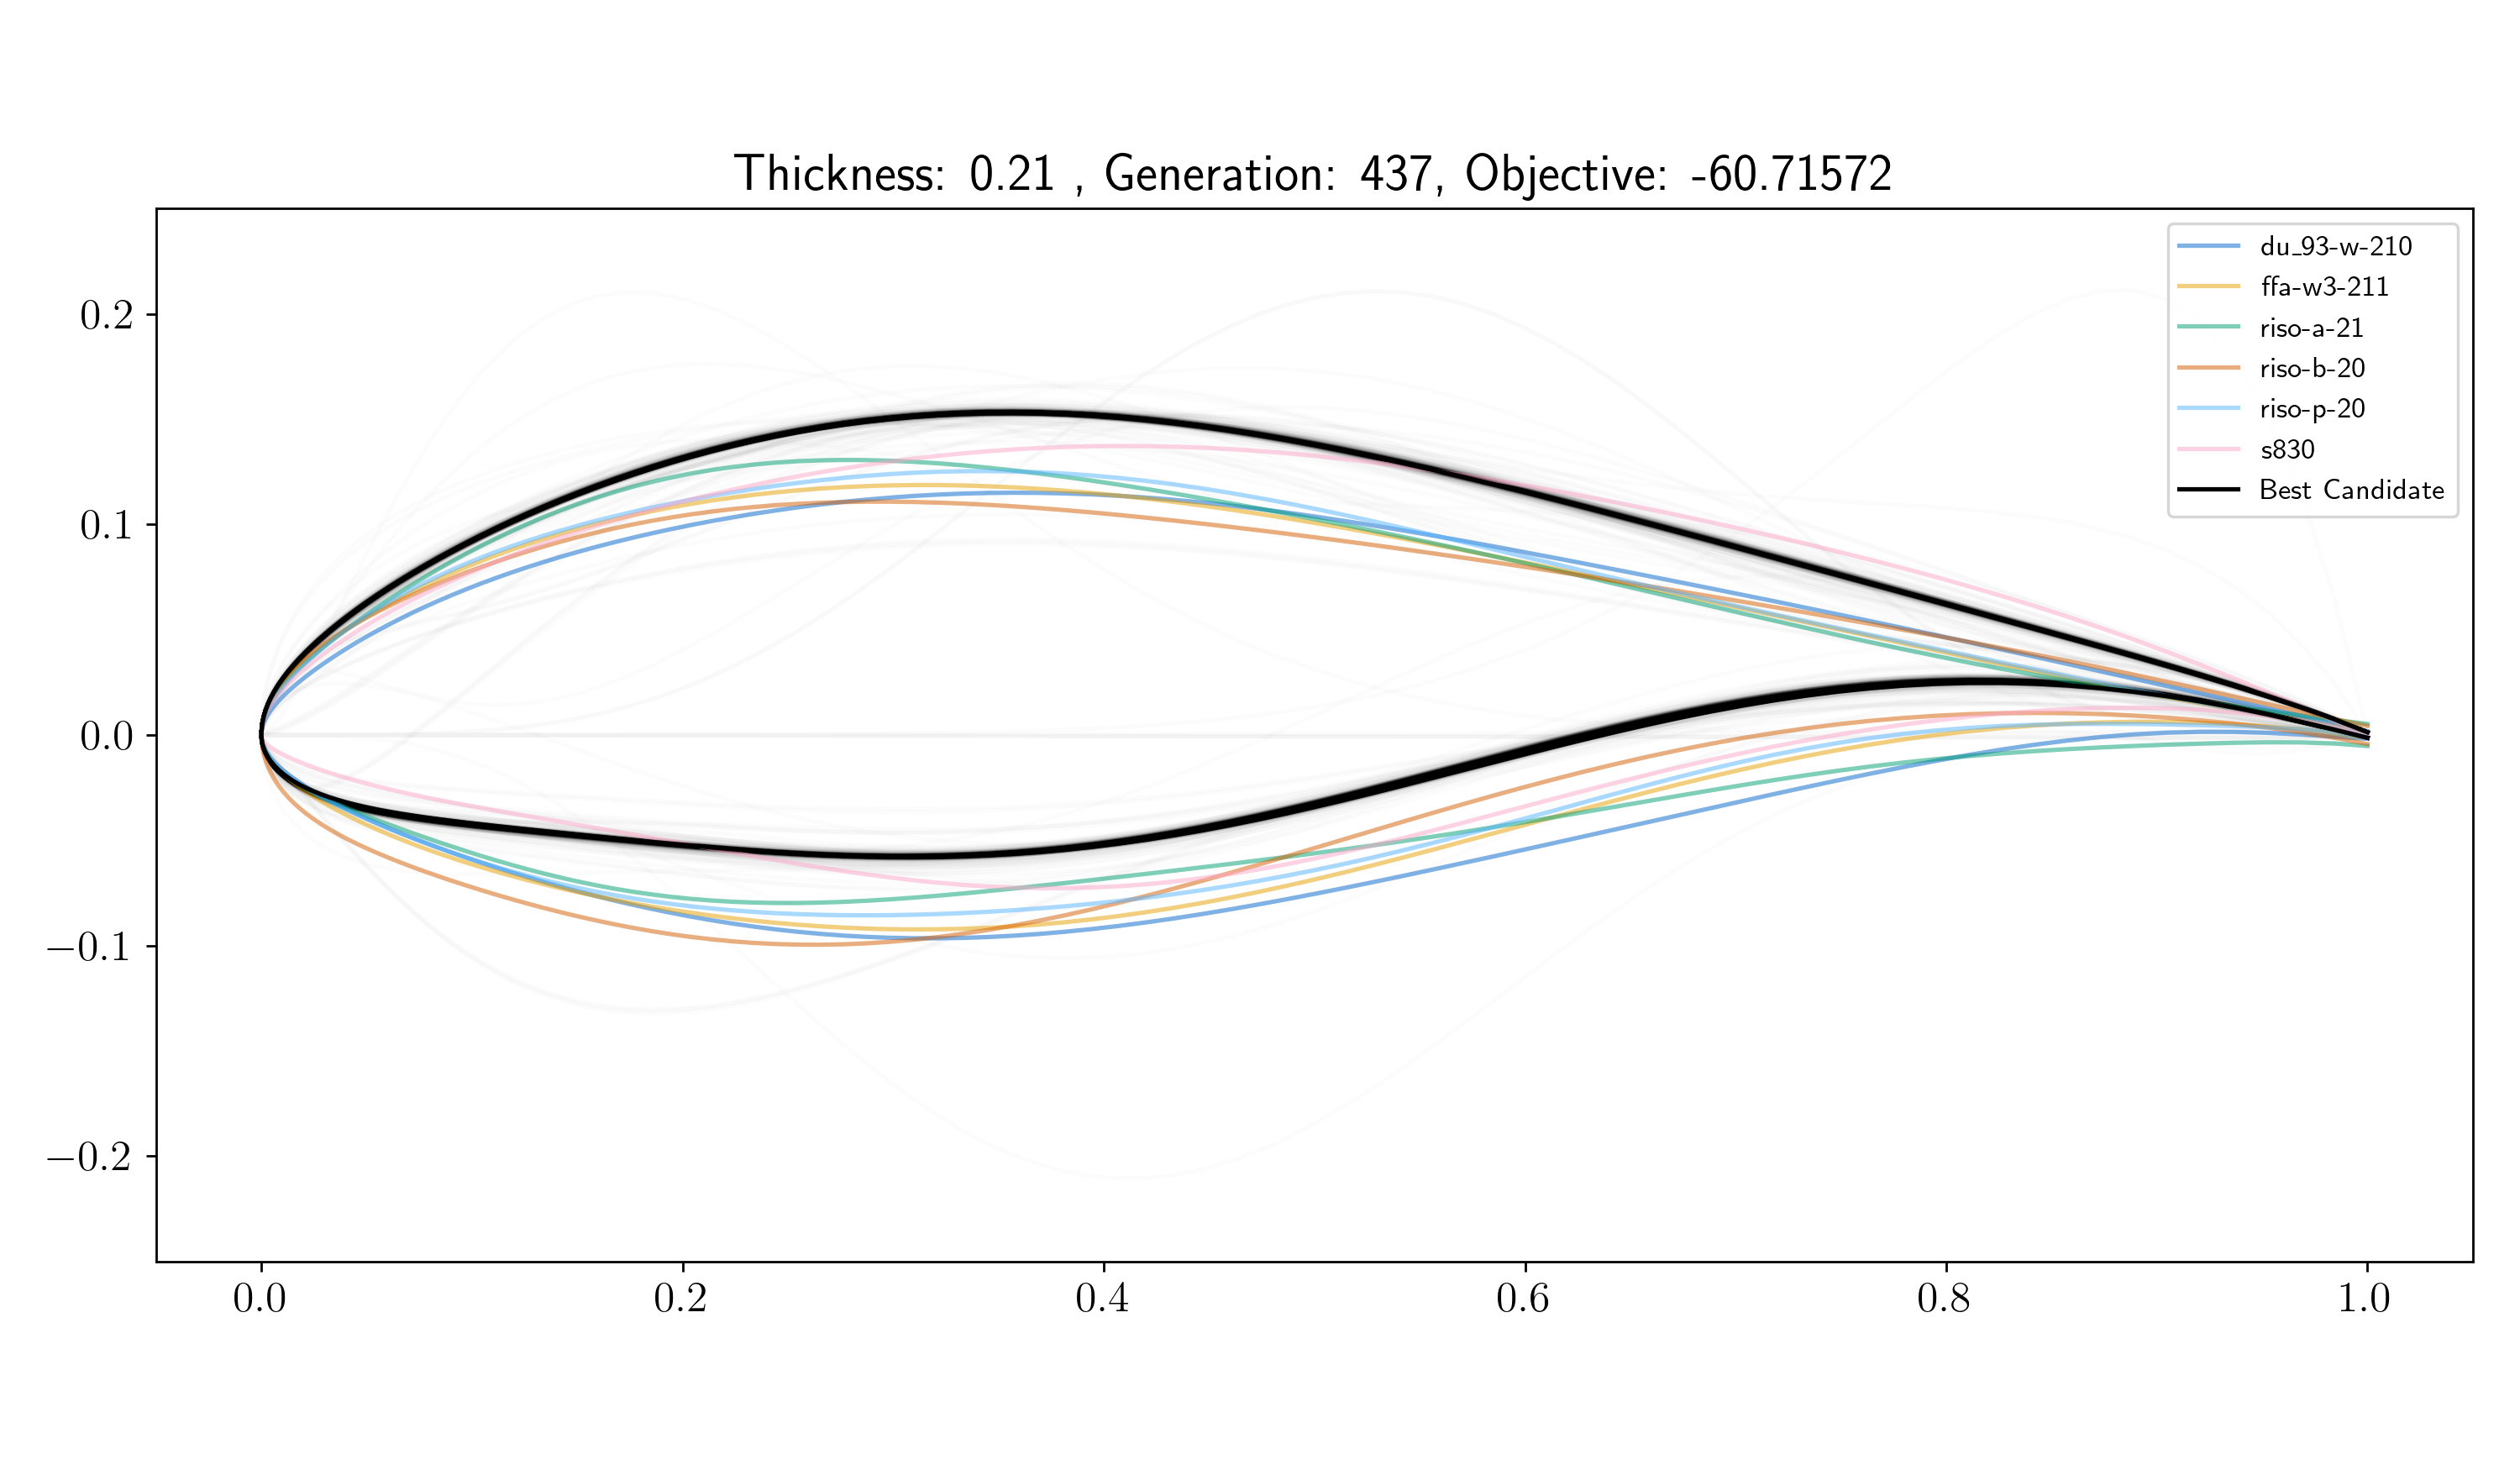 Thickness: 0.21 , Generation: 437, Objective: -60.71572
du_93-w-210
ffa-w3-211
riso-a-21
riso-b-20
riso-p-20
s830
Best Candidate
0.2
0.1
0.0
−0.1
−0.2
0.0 0.2 0.4 0.6 0.8 1.0